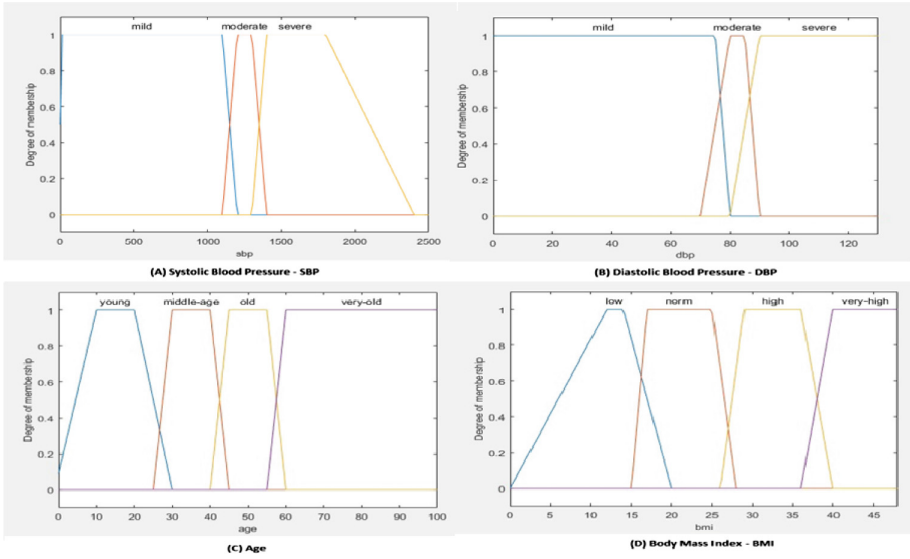 mild moderate severe
1
0.8
0.6
0.4
0.2
0
Degree of membership
0 500 1000 1500 2000 2500
sbp
(A) Systolic Blood Pressure - SBP
mild moderate severe
1
0.8
0.6
0.4
0.2
0
Degree of membership
0 20 40 60 80 100 120
dbp
(B) Diastolic Blood Pressure - DBP
young middle-age old very-old
1
0.8
0.6
0.4
0.2
0
Degree of membership
0 10 20 30 40 50 60 70 80 90 100
age
(C) Age
low norm high very-high
1
0.8
0.6
0.4
0.2
0
Degree of membership
0 5 10 15 20 25 30 35 40 45
bmi
(D) Body Mass Index - BMI